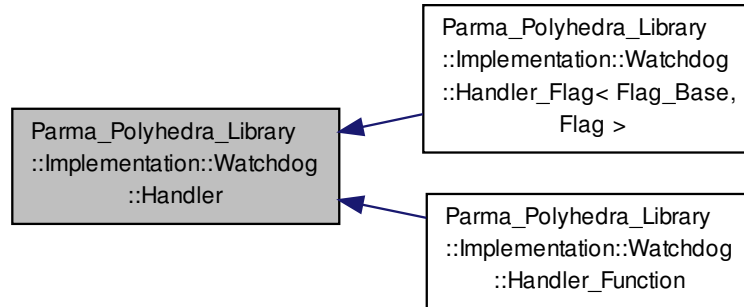 Parma_Polyhedra_Library
::Implementation::Watchdog
::Handler
Parma_Polyhedra_Library
::Implementation::Watchdog
::Handler_Flag< Flag_Base,
Flag >
Parma_Polyhedra_Library
::Implementation::Watchdog
::Handler_Function